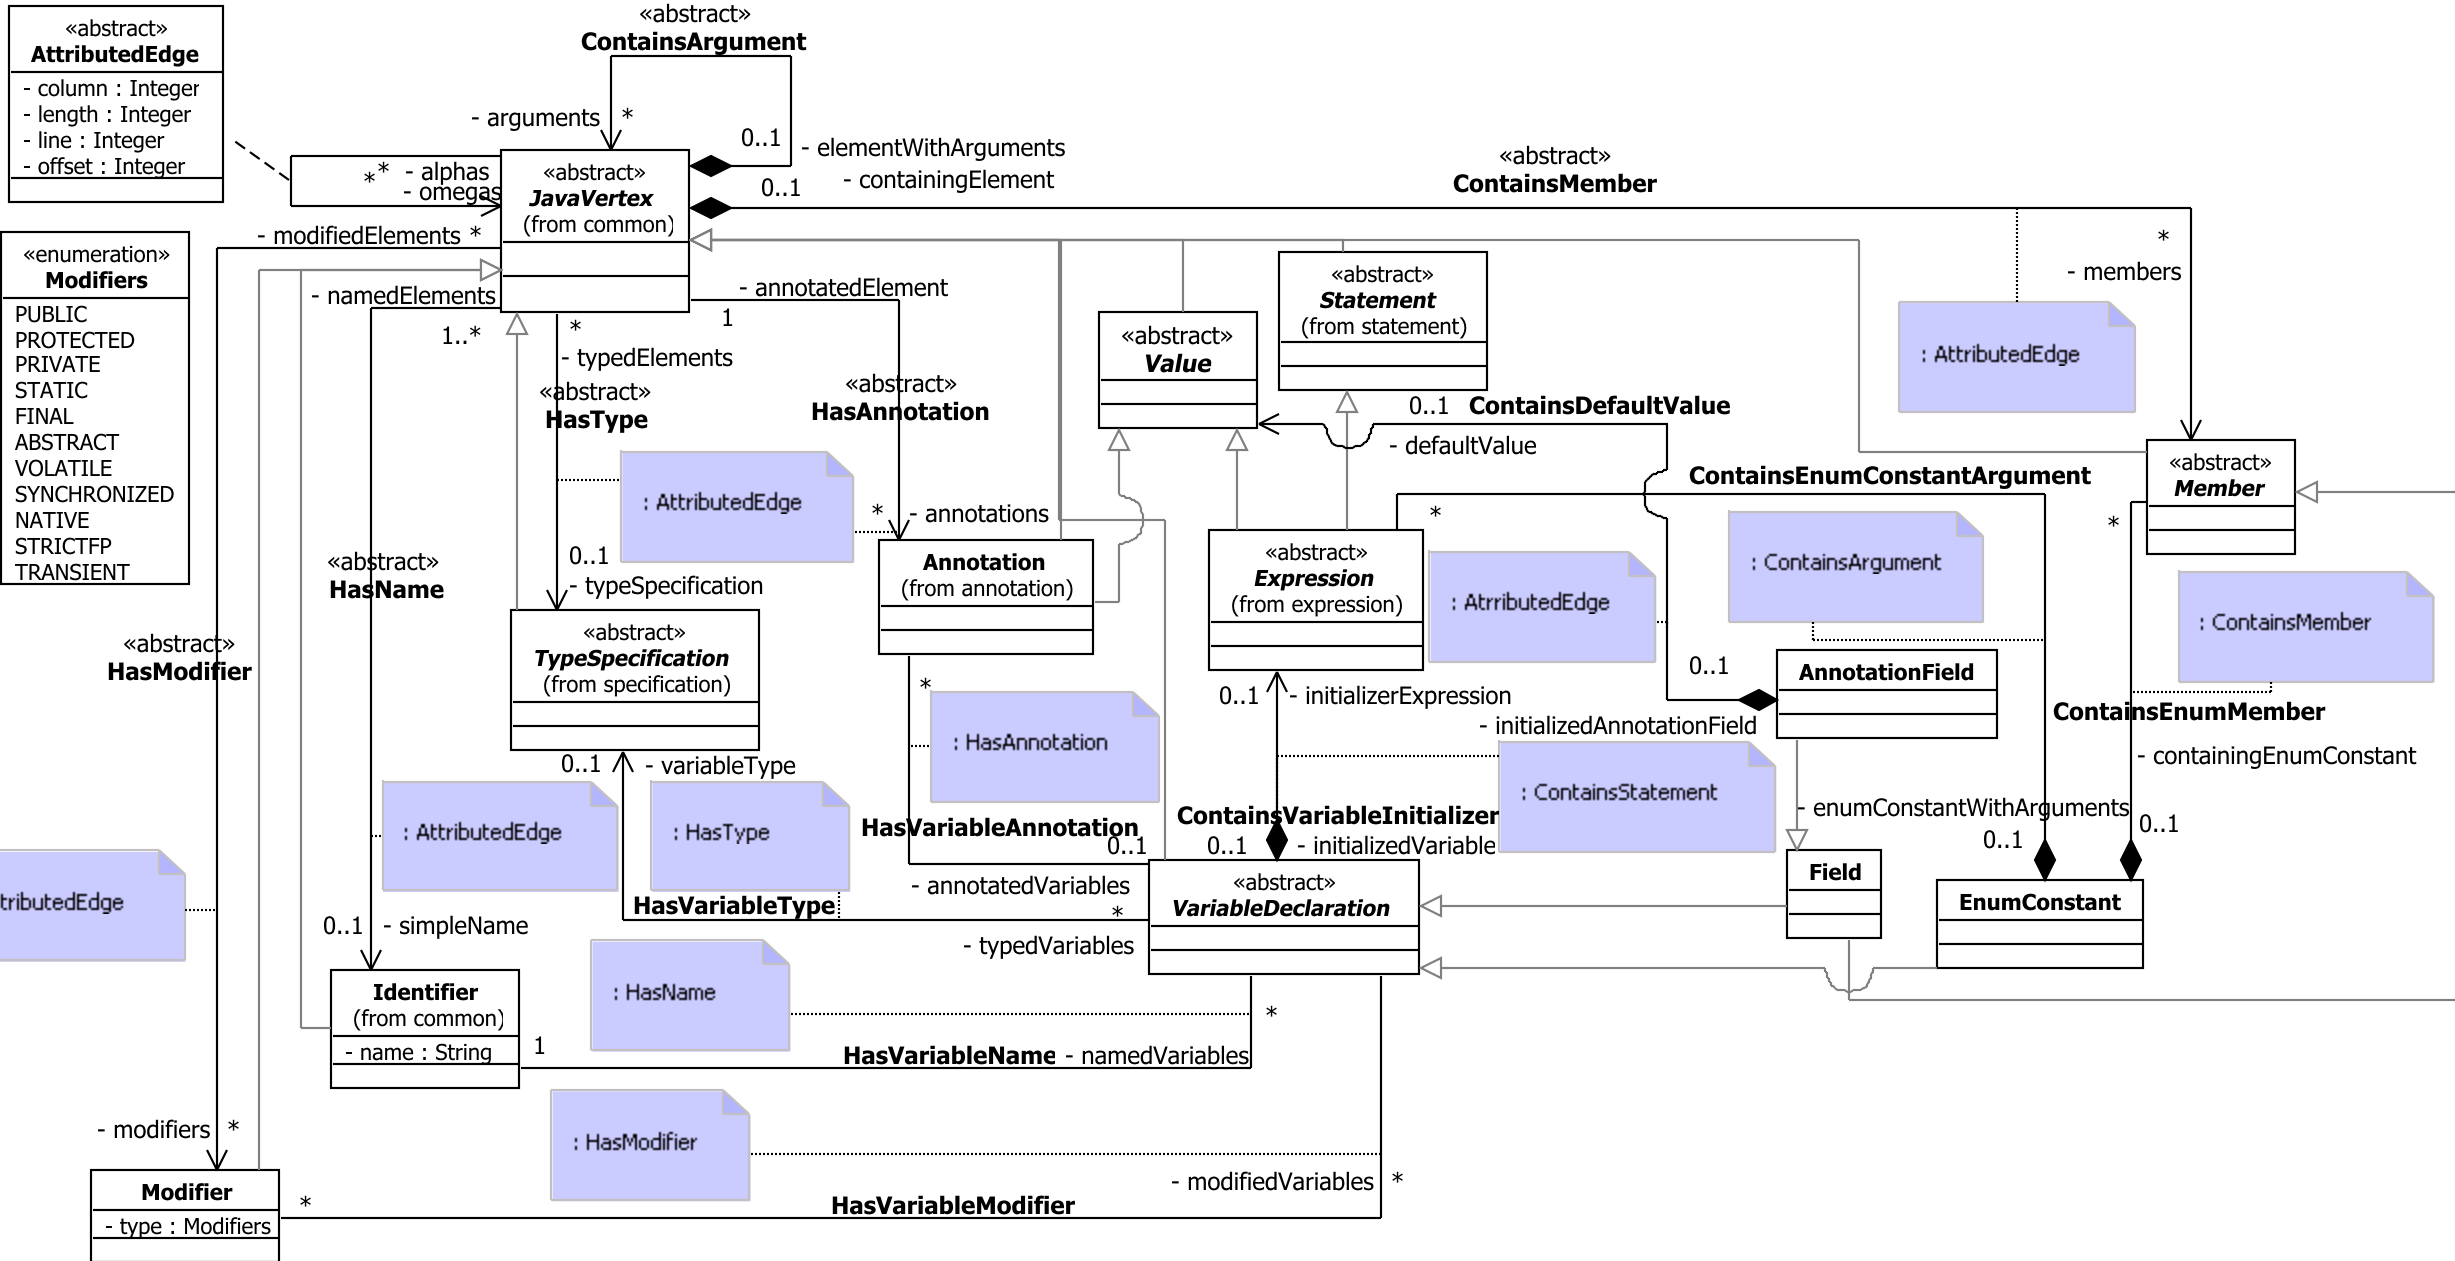 «abstract»
AttributedEdge
- column : Integer
- length : Integer
- line : Integer
- offset : Integer
«abstract»
ContainsArgument
- arguments
*
0..1
- elementWithArguments
0..1
- containingElement
* - alphas
* - omegas
«abstract»
JavaVertex
(from common)
«abstract»
ContainsMember
*
- members
- modifiedElements *
- namedElements
1..*
*
- typedElements
- annotatedElement
1
«enumeration»
Modifiers
PUBLIC
PROTECTED
PRIVATE
STATIC
FINAL
ABSTRACT
VOLATILE
SYNCHRONIZED
NATIVE
STRICTFP
TRANSIENT
«abstract»
HasType
«abstract»
HasAnnotation
«abstract»
Value
«abstract»
Statement
(from statement)
: AttributedEdge
0..1 ContainsDefaultValue
- defaultValue
«abstract»
Member
ContainsEnumConstantArgument
*
*
: AttributedEdge
* - annotations
0..1
- typeSpecification
«abstract»
HasName
«abstract»
HasModifier
Annotation
(from annotation)
«abstract»
Expression
(from expression)
: AtrributedEdge
: ContainsArgument
: ContainsMember
«abstract»
TypeSpecification
(from specification)
*
: HasAnnotation
0..1 - initializerExpression
- initializedAnnotationField
0..1
AnnotationField
ContainsEnumMember
- containingEnumConstant
0..1 - variableType
: AttributedEdge
: HasType
: ContainsStatement
HasVariableAnnotation
ContainsVariableInitializer
- enumConstantWithArguments
0..1
0..1
0..1
0..1 - initializedVariable
tributedEdge
HasVariableType
- annotatedVariables
*
- typedVariables
«abstract»
VariableDeclaration
Field
EnumConstant
0..1 - simpleName
Identifier
(from common)
- name : String
: HasName
*
1
HasVariableName - namedVariables
: HasModifier
- modifiers *
Modifier
- type : Modifiers
*
- modifiedVariables *
HasVariableModifier